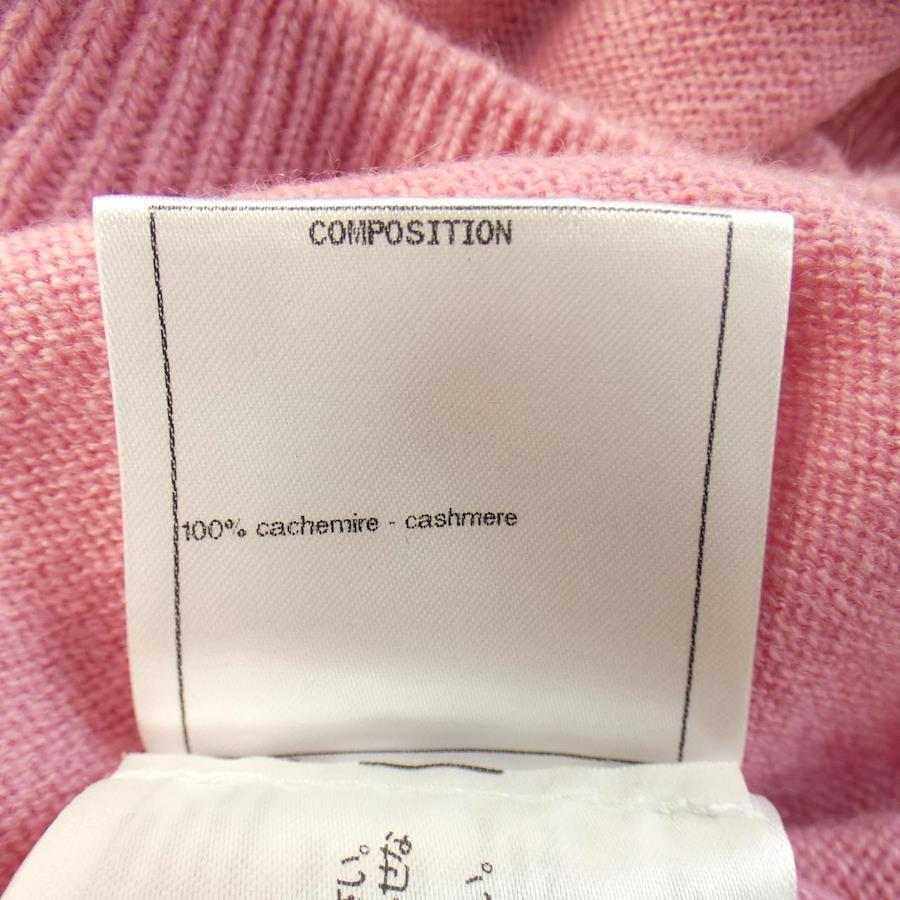 COMPOSITION
100% cachemire - cashmere